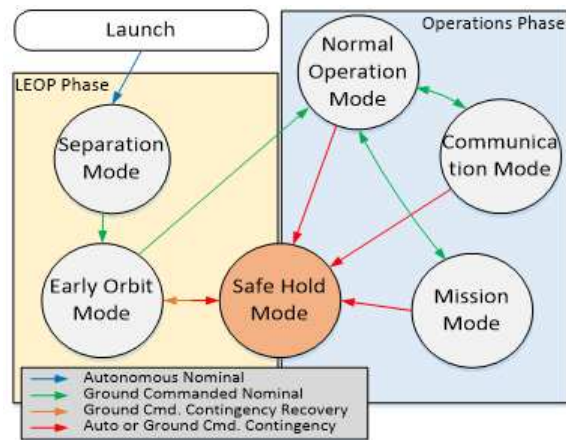 Launch
Operations Phase
LEOP Phase
Normal
Operation
Mode
Separation
Mode
Communica
tion Mode
Early Orbit
Mode
Safe Hold
Mode
Mission
Mode
Autonomous Nominal
Ground Commanded Nominal
Ground Cmd. Contingency Recovery
Auto or Ground Cmd. Contingency